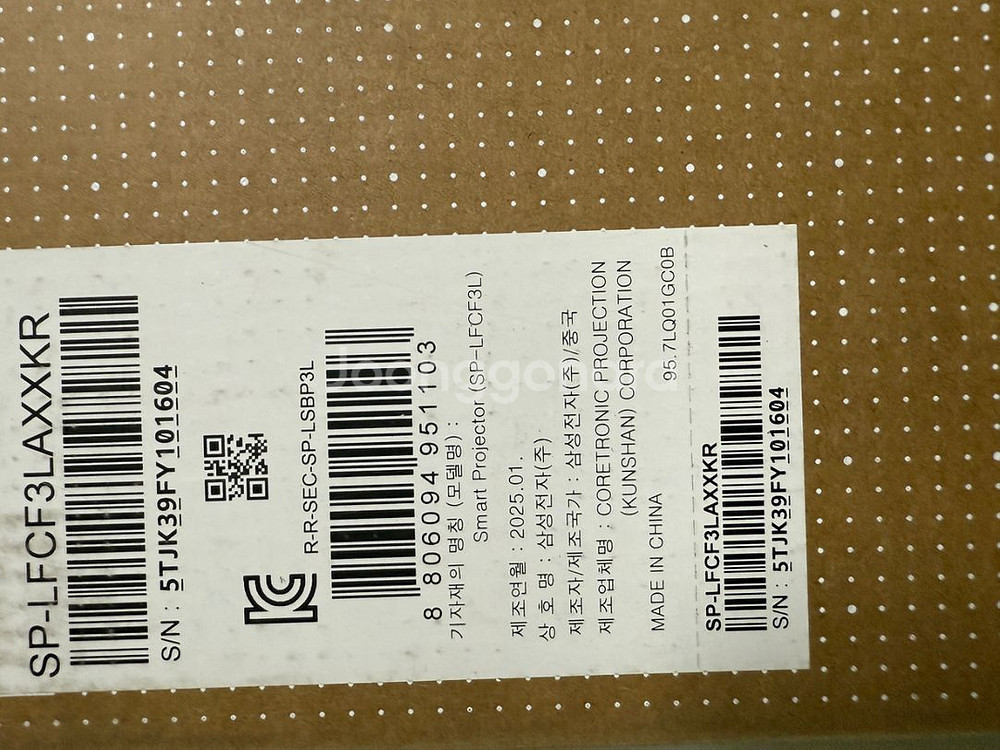 SP-LFCF3LAXXKR
S/N : 5TJK39FY101604
R-R-SEC-SP-LSBP3L
8 806094 951103
기자재의 명칭 (모델명) :
Smart Projector (SP-LFCF3L)
제조연월 : 2025.01.
상 호 명 : 삼성전자(주)
제조자/제조국가 : 삼성전자(주)/중국
제조업체명 : CORETRONIC PROJECTION
(KUNSHAN) CORPORATION
MADE IN CHINA 95.7LQ01GC0B
SP-LFCF3LAXXKR
S/N : 5TJK39FY101604